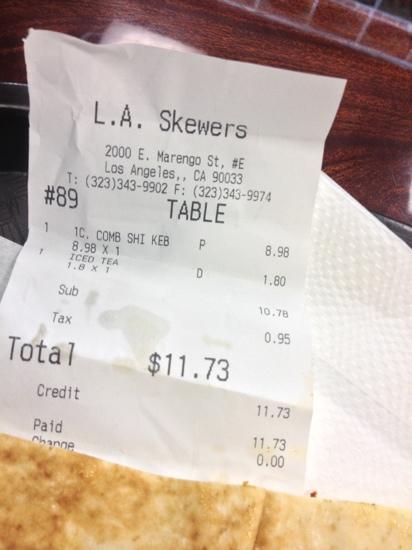 L.A. Skewers
2000 E. Marengo St, #E
Los Angeles,, CA 90033
T: (323)343-9902 F: (323)343-9974
#89 TABLE
1 1C. COMB SHI KEB P 8.98
8.98 X 1
1 ICED TEA D 1.80
1.8 X 1
Sub 10.78
Tax 0.95
Total $11.73
Credit 11.73
Paid 11.73
Change 0.00